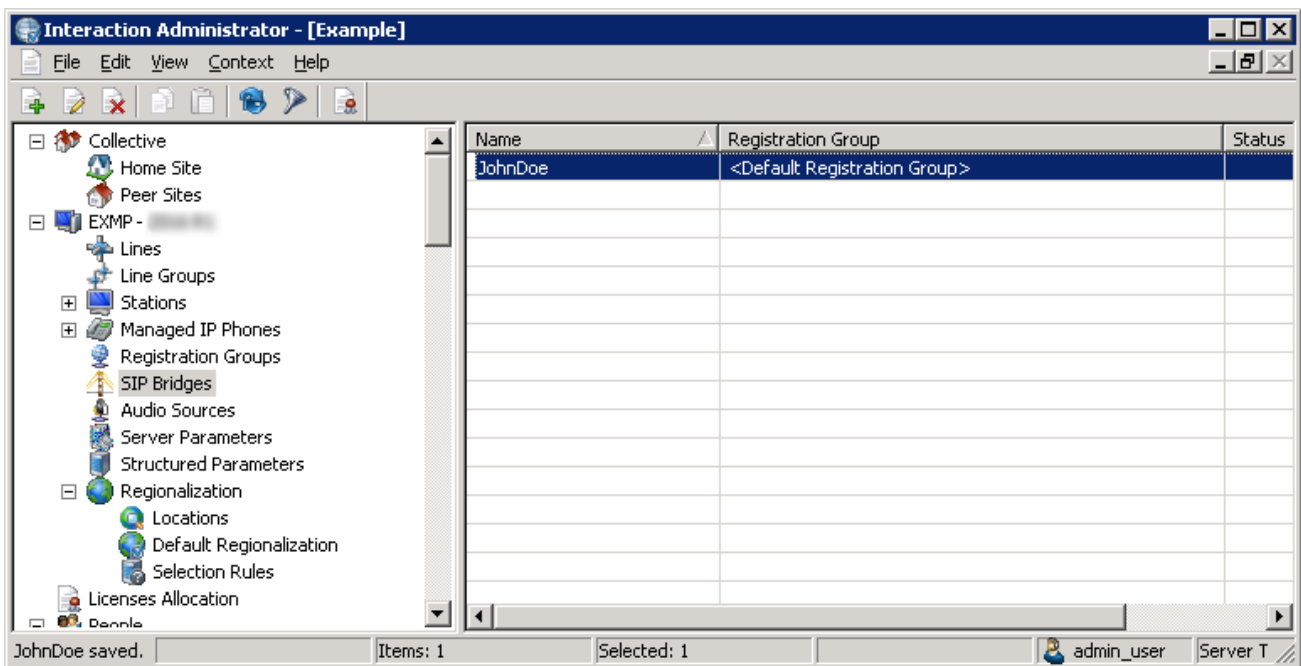 Interaction Administrator - [Example]
File Edit View Context Help
Collective
Home Site
Peer Sites
EXMP -
Lines
Line Groups
Stations
Managed IP Phones
Registration Groups
SIP Bridges
Audio Sources
Server Parameters
Structured Parameters
Regionalization
Locations
Default Regionalization
Selection Rules
Licenses Allocation
People
Name Registration Group Status
JohnDoe <Default Registration Group>
JohnDoe saved. Items: 1 Selected: 1 admin_user Server T